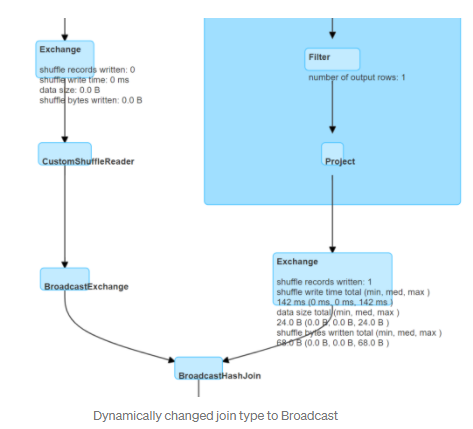 Exchange
shuffle records written: 0
shuffle write time: 0 ms
data size: 0.0 B
shuffle bytes written: 0.0 B
CustomShuffleReader
BroadcastExchange
Filter
number of output rows: 1
Project
Exchange
shuffle records written: 1
shuffle write time total (min, med, max )
142 ms (0 ms, 0 ms, 142 ms )
data size total (min, med, max )
24.0 B (0.0 B, 0.0 B, 24.0 B )
shuffle bytes written total (min, med, max )
68.0 B (0.0 B, 0.0 B, 68.0 B )
BroadcastHashJoin
Dynamically changed join type to Broadcast